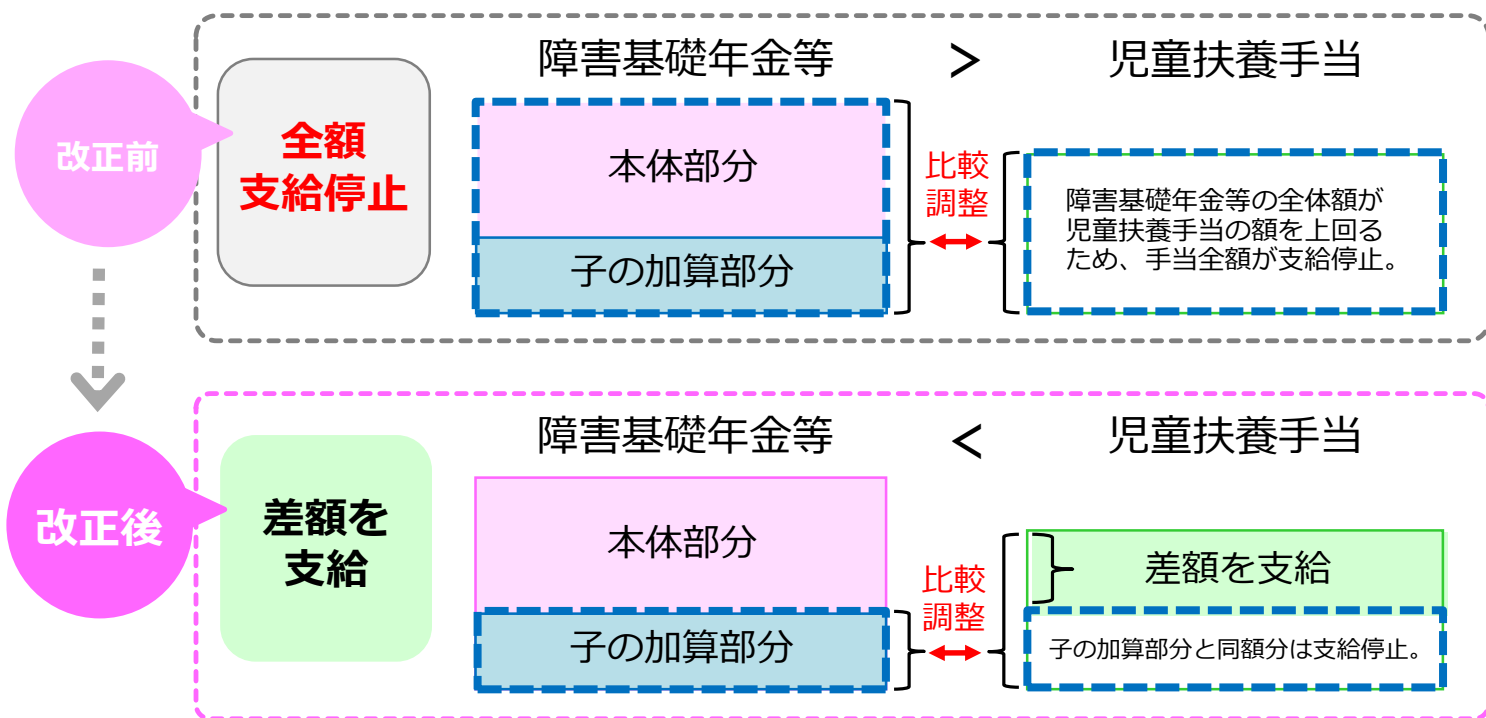 障害基礎年金等 > 児童扶養手当
改正前
全額
支給停止
本体部分
子の加算部分
比較
調整
障害基礎年金等の全体額が
児童扶養手当の額を上回る
ため、手当全額が支給停止。
障害基礎年金等 < 児童扶養手当
改正後
差額を
支給
本体部分
子の加算部分
比較
調整
差額を支給
子の加算部分と同額分は支給停止。